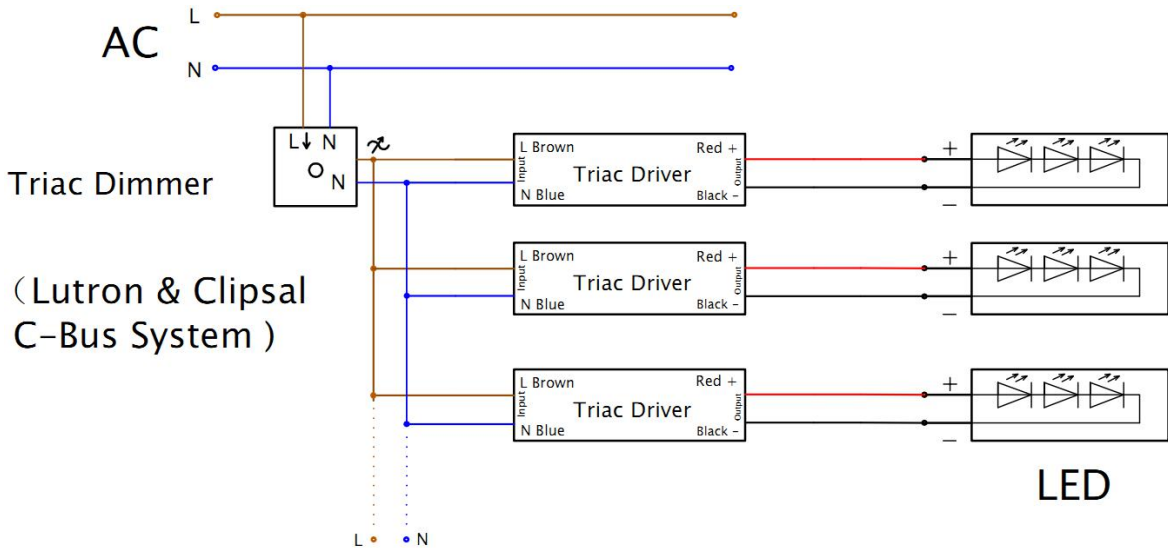 L
AC
N
L N
N
Triac Dimmer
（Lutron & Clipsal
C-Bus System )
L Brown
Input
N Blue
Triac Driver
Red +
Output
Black -
+
-
L Brown
Input
N Blue
Triac Driver
Red +
Output
Black -
+
-
L Brown
Input
N Blue
Triac Driver
Red +
Output
Black -
+
-
LED
L
N